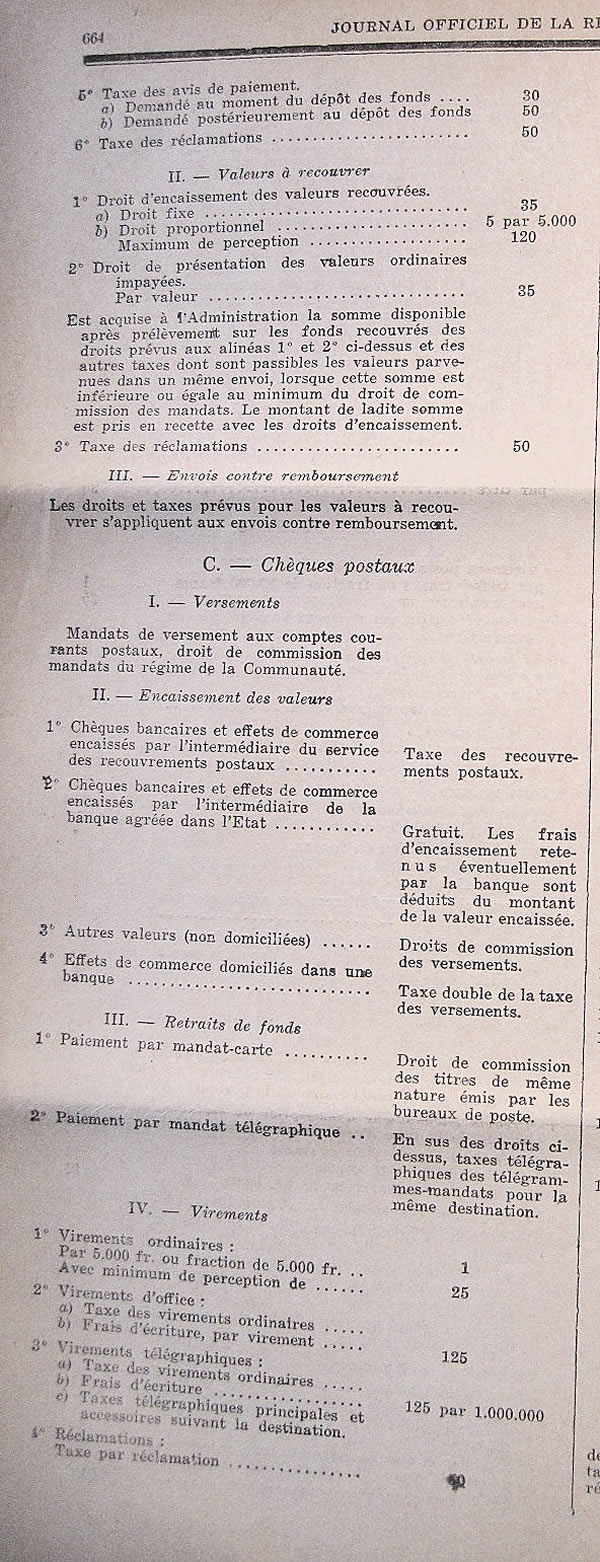 664
JOURNAL OFFICIEL DE LA RE
5° Taxe des avis de paiement.
a) Demandé au moment du dépôt des fonds .... 30
b) Demandé postérieurement au dépôt des fonds 50
6° Taxe des réclamations ........................ 50
II. — Valeurs à recouvrer
1° Droit d'encaissement des valeurs recouvrées.
a) Droit fixe ................................ 35
b) Droit proportionnel ........................ 5 par 5.000
Maximum de perception .................... 120
2° Droit de présentation des valeurs ordinaires
impayées.
Par valeur ................................ 35
Est acquise à l'Administration la somme disponible
après prélèvement sur les fonds recouvrés des
droits prévus aux alinéas 1° et 2° ci-dessus et des
autres taxes dont sont passibles les valeurs parve-
nues dans un même envoi, lorsque cette somme est
inférieure ou égale au minimum du droit de com-
mission des mandats. Le montant de ladite somme
est pris en recette avec les droits d'encaissement.
3° Taxe des réclamations ......................... 50
III. — Envois contre remboursement
Les droits et taxes prévus pour les valeurs à recou-
vrer s'appliquent aux envois contre remboursement.
C. — Chèques postaux
I. — Versements
Mandats de versement aux comptes cou-
rants postaux, droit de commission des
mandats du régime de la Communauté.
II. — Encaissement des valeurs
1° Chèques bancaires et effets de commerce
encaissés par l'intermédiaire du service
des recouvrements postaux ...........
Taxe des recouvre-
ments postaux.
2° Chèques bancaires et effets de commerce
encaissés par l'intermédiaire de la
banque agréée dans l'Etat ............
Gratuit. Les frais
d'encaissement rete-
nus éventuellement
par la banque sont
déduits du montant
de la valeur encaissée.
3° Autres valeurs (non domiciliées) ......
Droits de commission
des versements.
4° Effets de commerce domiciliés dans une
banque .............................
Taxe double de la taxe
des versements.
III. — Retraits de fonds
1° Paiement par mandat-carte ..........
Droit de commission
des titres de même
nature émis par les
bureaux de poste.
2° Paiement par mandat télégraphique ..
En sus des droits ci-
dessus, taxes télégra-
phiques des télégram-
mes-mandats pour la
même destination.
IV. — Virements
1° Virements ordinaires :
Par 5.000 fr. ou fraction de 5.000 fr. .. 1
Avec minimum de perception de ...... 25
2° Virements d'office :
a) Taxe des virements ordinaires .....
b) Frais d'écriture, par virement ..... 125
3° Virements télégraphiques :
a) Taxe des virements ordinaires .....
b) Frais d'écriture .................. 125 par 1.000.000
c) Taxes télégraphiques principales et
accessoires suivant la destination.
4° Réclamations :
Taxe par réclamation ................
de
ta
ré